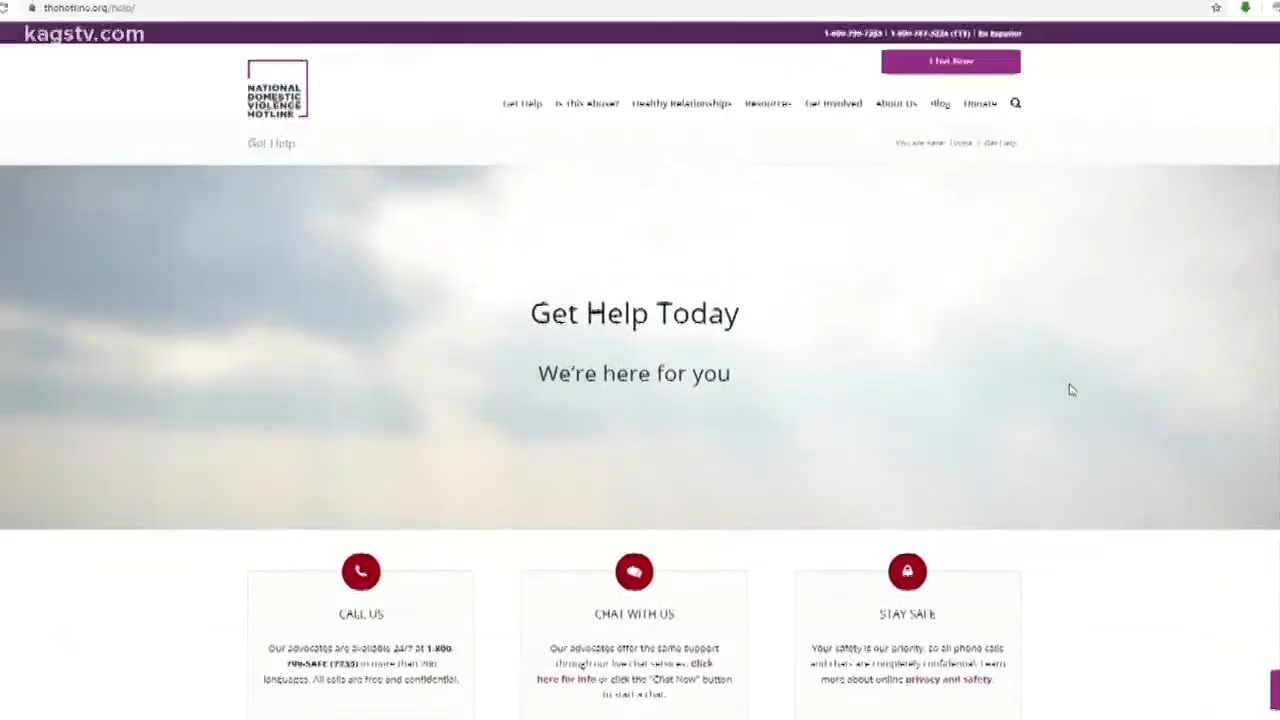 thehotline.org/help/
kagstv.com
1-800-799-7233 | 1-800-787-3224 (TTY) | En Español
Chat Now
NATIONAL
DOMESTIC
VIOLENCE
HOTLINE
Get Help Is This Abuse? Healthy Relationships Resources Get Involved About Us Blog Donate
Get Help
You are here: Home / Get Help
Get Help Today
We're here for you
CALL US
Our advocates are available 24/7 at 1-800-
799-SAFE (7233) in more than 200
languages. All calls are free and confidential.
CHAT WITH US
Our advocates offer the same support
through our live chat services. Click
here for info or click the "Chat Now" button
to start a chat.
STAY SAFE
Your safety is our priority, so all phone calls
and chats are completely confidential. Learn
more about online privacy and safety.